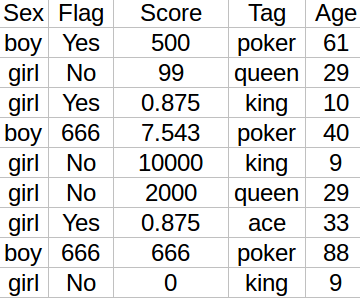 Sex Flag Score Tag Age
boy Yes 500 poker 61
girl No 99 queen 29
girl Yes 0.875 king 10
boy 666 7.543 poker 40
girl No 10000 king 9
girl No 2000 queen 29
girl Yes 0.875 ace 33
boy 666 666 poker 88
girl No 0 king 9